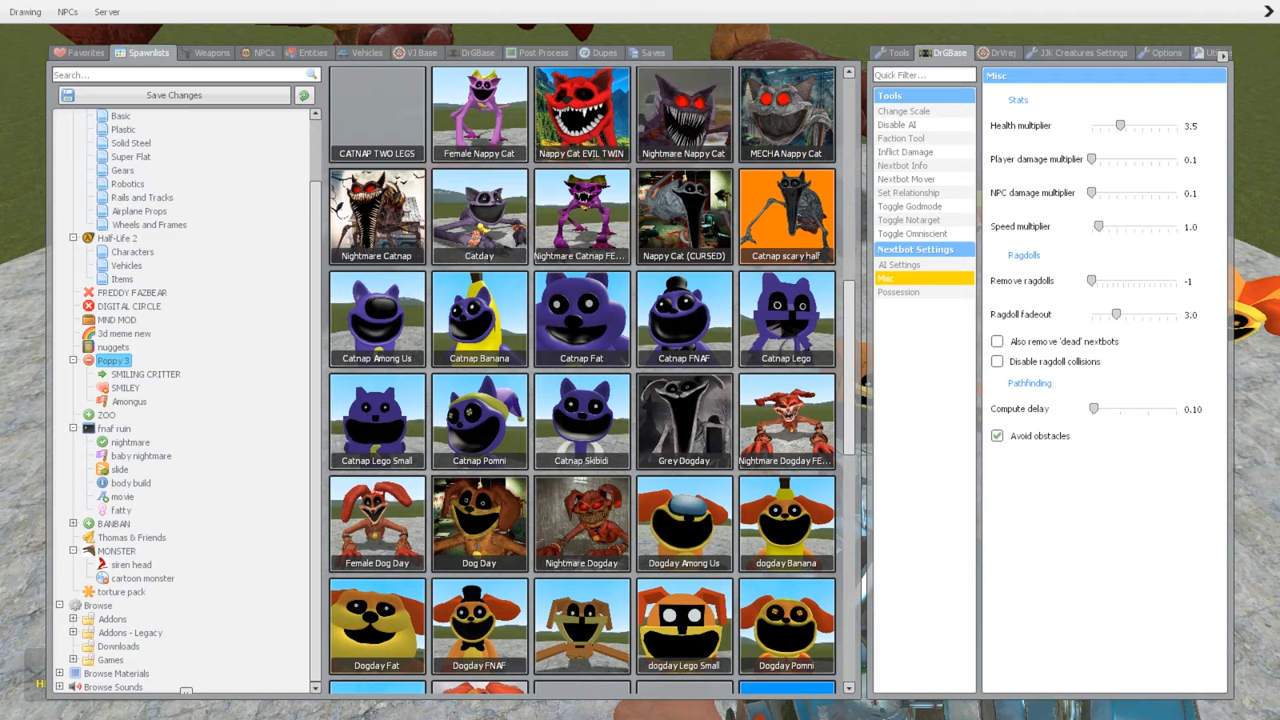 Drawing NPCs Server
Favorites Spawnlists Weapons NPCs Entities Vehicles VJ Base DrGBase Post Process Dupes Saves
Search...
Save Changes
Basic
Plastic
Solid Steel
Super Flat
Gears
Robotics
Rails and Tracks
Airplane Props
Wheels and Frames
Half-Life 2
Characters
Vehicles
Items
FREDDY FAZBEAR
DIGITAL CIRCLE
MND MOD
3d meme new
nuggets
Poppy 3
SMILING CRITTER
SMILEY
Amongus
ZOO
fnaf ruin
nightmare
baby nightmare
slide
body build
movie
fatty
BANBAN
Thomas & Friends
MONSTER
siren head
cartoon monster
torture pack
Browse
Addons
Addons - Legacy
Downloads
Games
Browse Materials
Browse Sounds
CATNAP TWO LEGS Female Nappy Cat Nappy Cat EVIL TWIN Nightmare Nappy Cat MECHA Nappy Cat
Nightmare Catnap Catday Nightmare Catnap FE... Nappy Cat (CURSED) Catnap scary half
Catnap Among Us Catnap Banana Catnap Fat Catnap FNAF Catnap Lego
Catnap Lego Small Catnap Pomni Catnap Skibidi Grey Dogday Nightmare Dogday FE...
Female Dog Day Dog Day Nightmare Dogday Dogday Among Us dogday Banana
Dogday Fat Dogday FNAF dogday Lego Small Dogday Pomni
Tools DrGBase DrVrej JJK Creatures Settings Options
Quick Filter...
Tools
Change Scale
Disable AI
Faction Tool
Inflict Damage
Nextbot Info
Nextbot Mover
Set Relationship
Toggle Godmode
Toggle Notarget
Toggle Omniscient
Nextbot Settings
AI Settings
Misc
Possession
Misc
Stats
Health multiplier 3.5
Player damage multiplier 0.1
NPC damage multiplier 0.1
Speed multiplier 1.0
Ragdolls
Remove ragdolls -1
Ragdoll fadeout 3.0
Also remove 'dead' nextbots
Disable ragdoll collisions
Pathfinding
Compute delay 0.10
Avoid obstacles